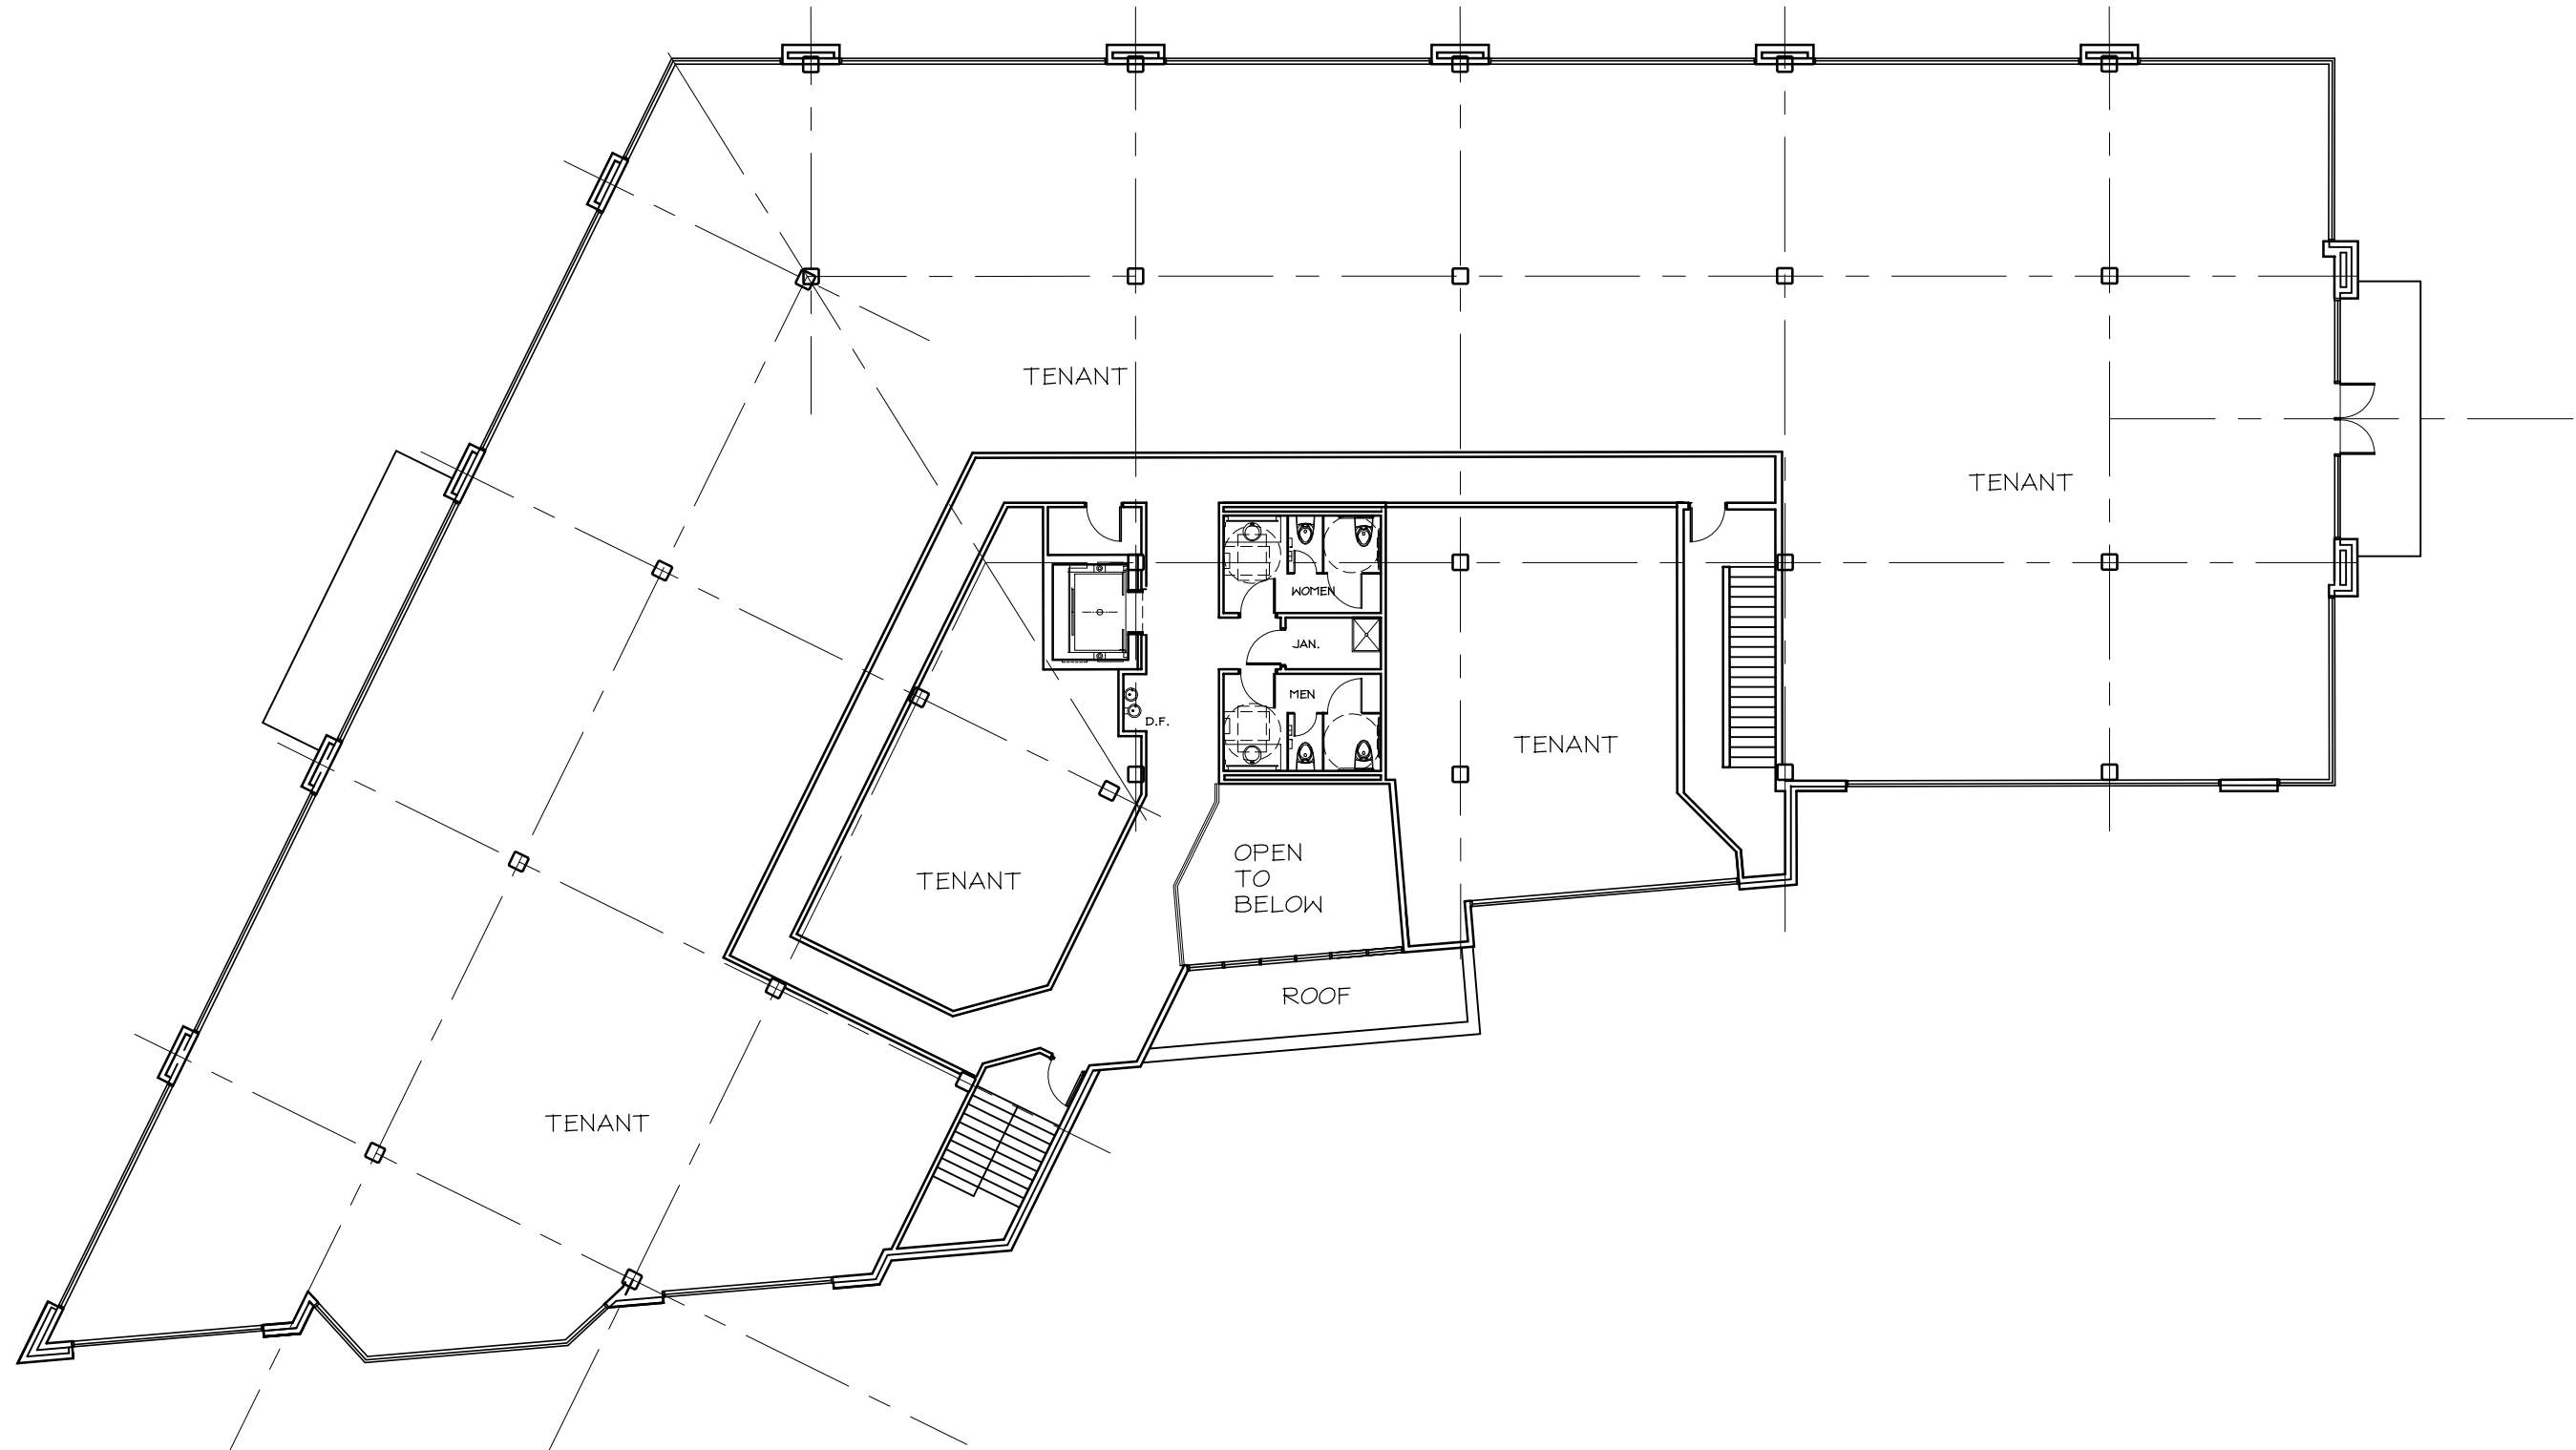 TENANT
TENANT
WOMEN
JAN.
MEN
D.F.
TENANT
OPEN
TO
BELOW
TENANT
ROOF
TENANT